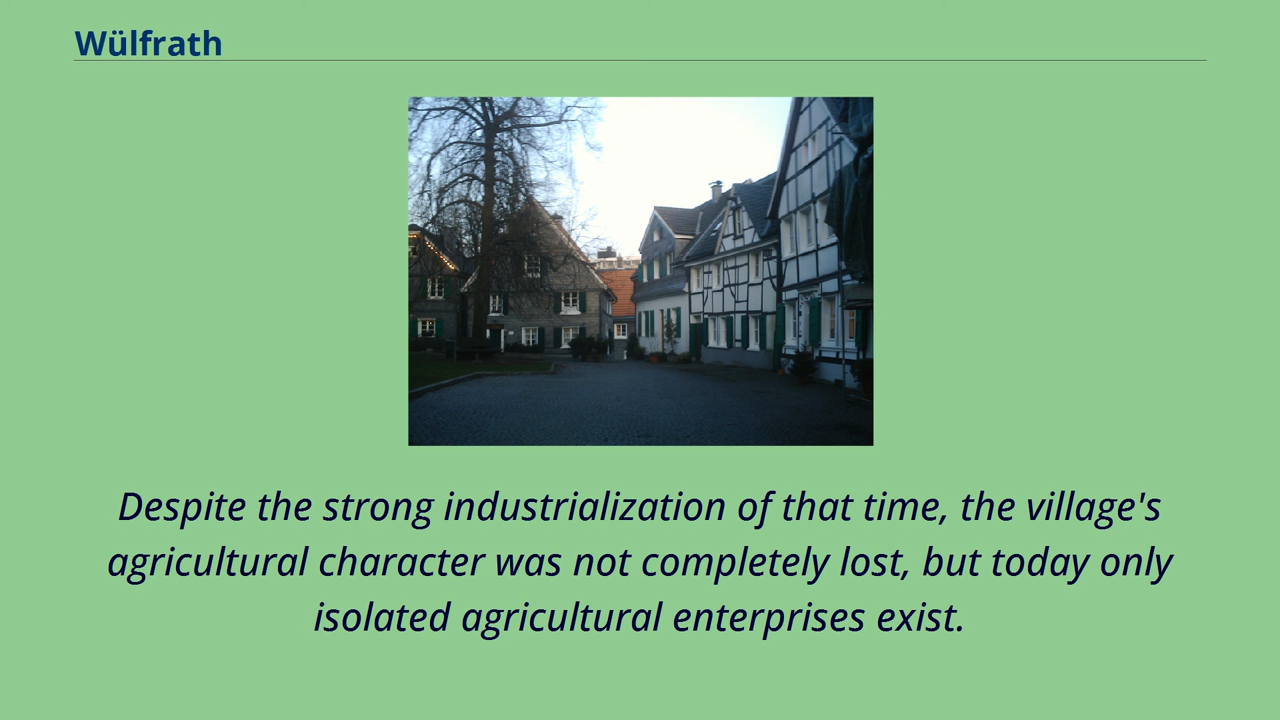 Wülfrath
Despite the strong industrialization of that time, the village's
agricultural character was not completely lost, but today only
isolated agricultural enterprises exist.